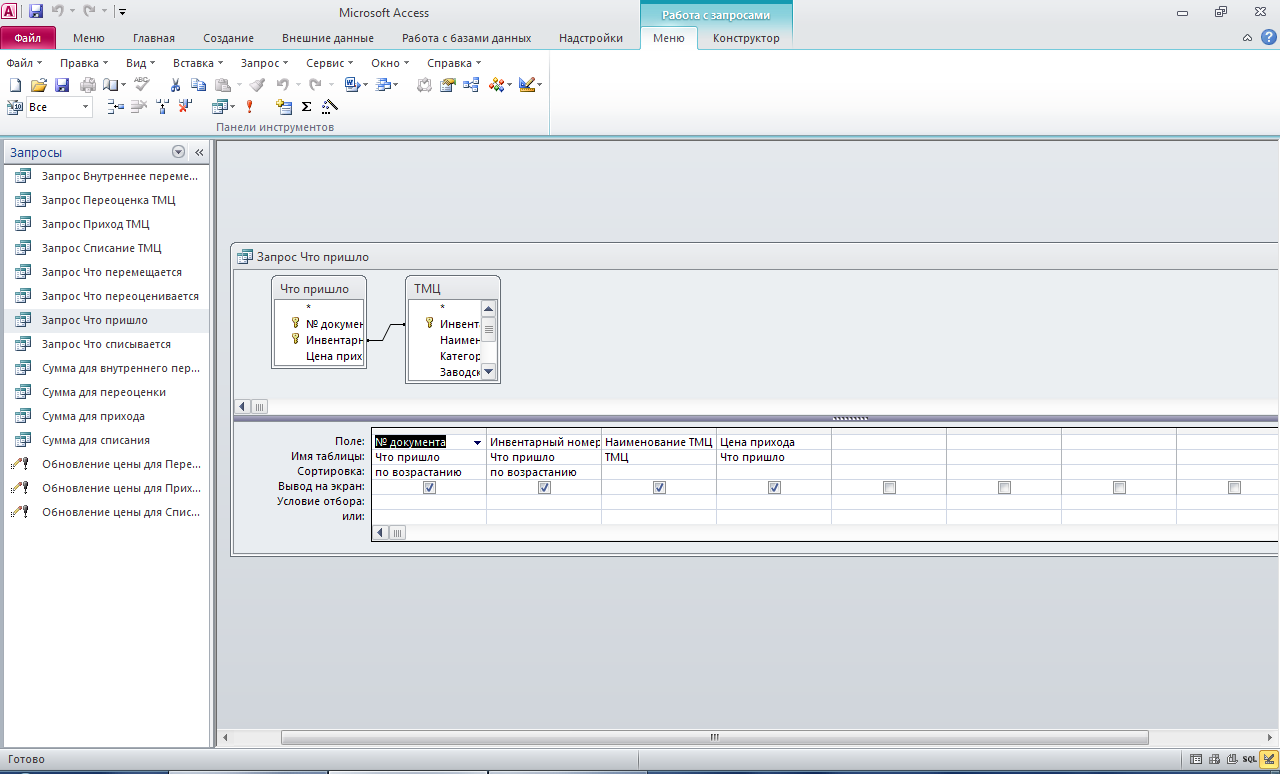 Microsoft Access
Работа с запросами
Файл Меню Главная Создание Внешние данные Работа с базами данных Надстройки Меню Конструктор
Файл Правка Вид Вставка Запрос Сервис Окно Справка
ABC
W
Все
Σ
Панели инструментов
Запросы
Запрос Внутреннее переме...
Запрос Переоценка ТМЦ
Запрос Приход ТМЦ
Запрос Списание ТМЦ
Запрос Что перемещается
Запрос Что переоценивается
Запрос Что пришло
Запрос Что списывается
Сумма для внутреннего пер...
Сумма для переоценки
Сумма для прихода
Сумма для списания
Обновление цены для Пере...
Обновление цены для Прих...
Обновление цены для Спис...
Запрос Что пришло
Что пришло
*
№ докумен
Инвентарн
Цена прих
ТМЦ
*
Инвент
Наимен
Категор
Заводск
Поле: № документа Инвентарный номер Наименование ТМЦ Цена прихода
Имя таблицы: Что пришло Что пришло ТМЦ Что пришло
Сортировка: по возрастанию по возрастанию
Вывод на экран:
Условие отбора:
или:
Готово
SQL